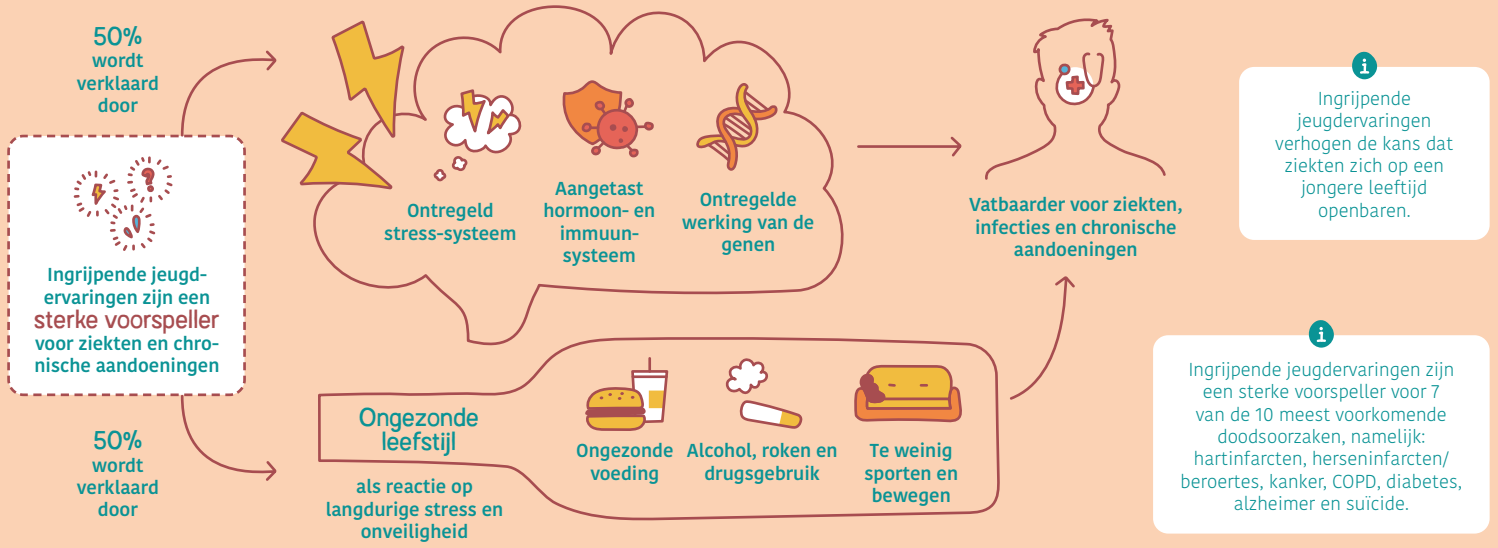 50%
wordt
verklaard
door
Ingrijpende jeugd-
ervaringen zijn een
sterke voorspeller
voor ziekten en chro-
nische aandoeningen
50%
wordt
verklaard
door
Ontregeld
stress-systeem
Aangetast
hormoon- en
immuun-
systeem
Ontregelde
werking van de
genen
Ongezonde
leefstijl
als reactie op
langdurige stress en
onveiligheid
Ongezonde
voeding
Alcohol, roken en
drugsgebruik
Te weinig
sporten en
bewegen
Vatbaarder voor ziekten,
infecties en chronische
aandoeningen
i
Ingrijpende
jeugdervaringen
verhogen de kans dat
ziekten zich op een
jongere leeftijd
openbaren.
i
Ingrijpende jeugdervaringen zijn
een sterke voorspeller voor 7
van de 10 meest voorkomende
doodsoorzaken, namelijk:
hartinfarcten, herseninfarcten/
beroertes, kanker, COPD, diabetes,
alzheimer en suïcide.